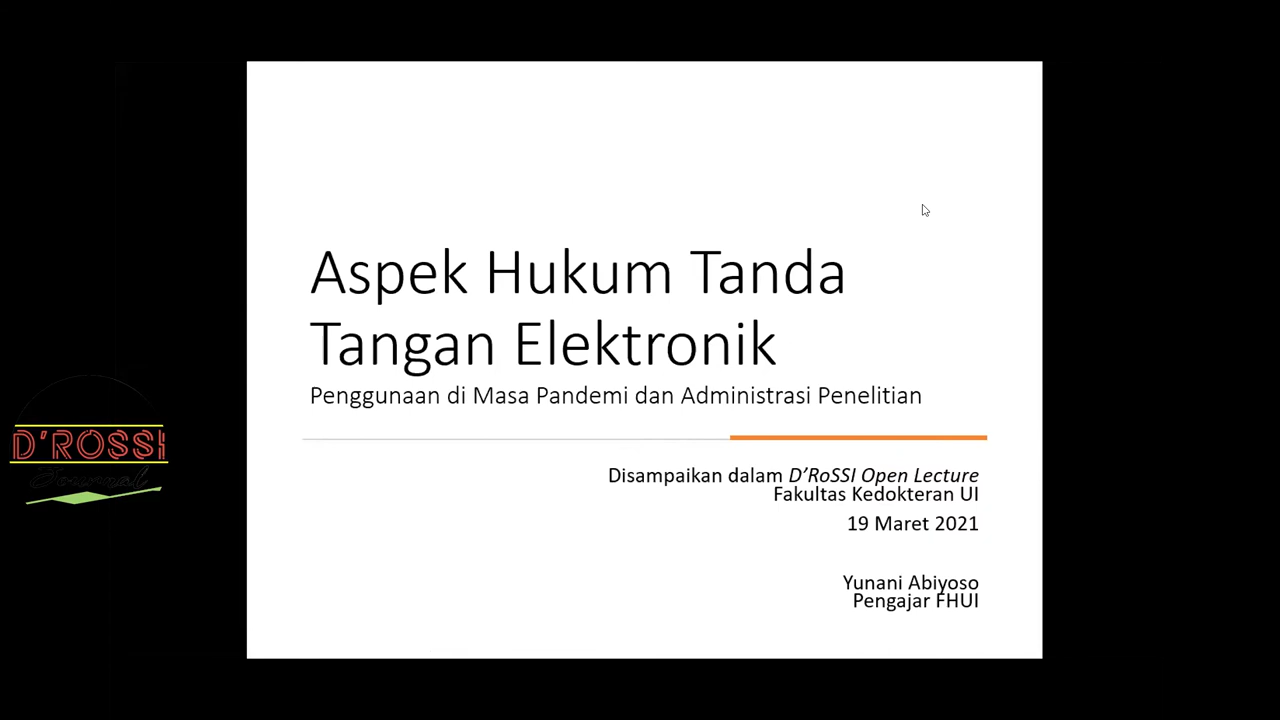 Aspek Hukum Tanda
Tangan Elektronik
Penggunaan di Masa Pandemi dan Administrasi Penelitian
Disampaikan dalam D’RoSSI Open Lecture
Fakultas Kedokteran UI
19 Maret 2021
Yunani Abiyoso
Pengajar FHUI
D'ROSSI
Journal